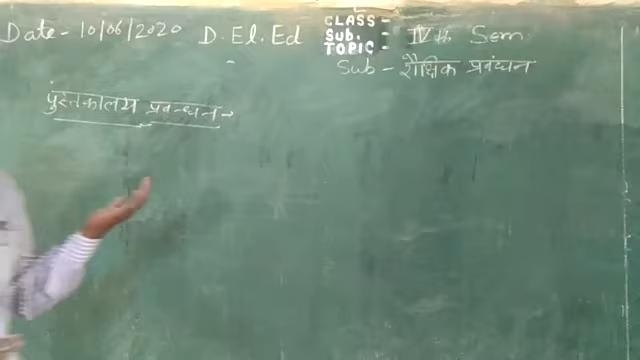 Date - 10/06/2020 D. El. Ed
CLASS -
Sub. - IVth Sem
TOPIC -
Sub - शैक्षिक प्रबंधन
पुस्तकालय प्रबन्धन →